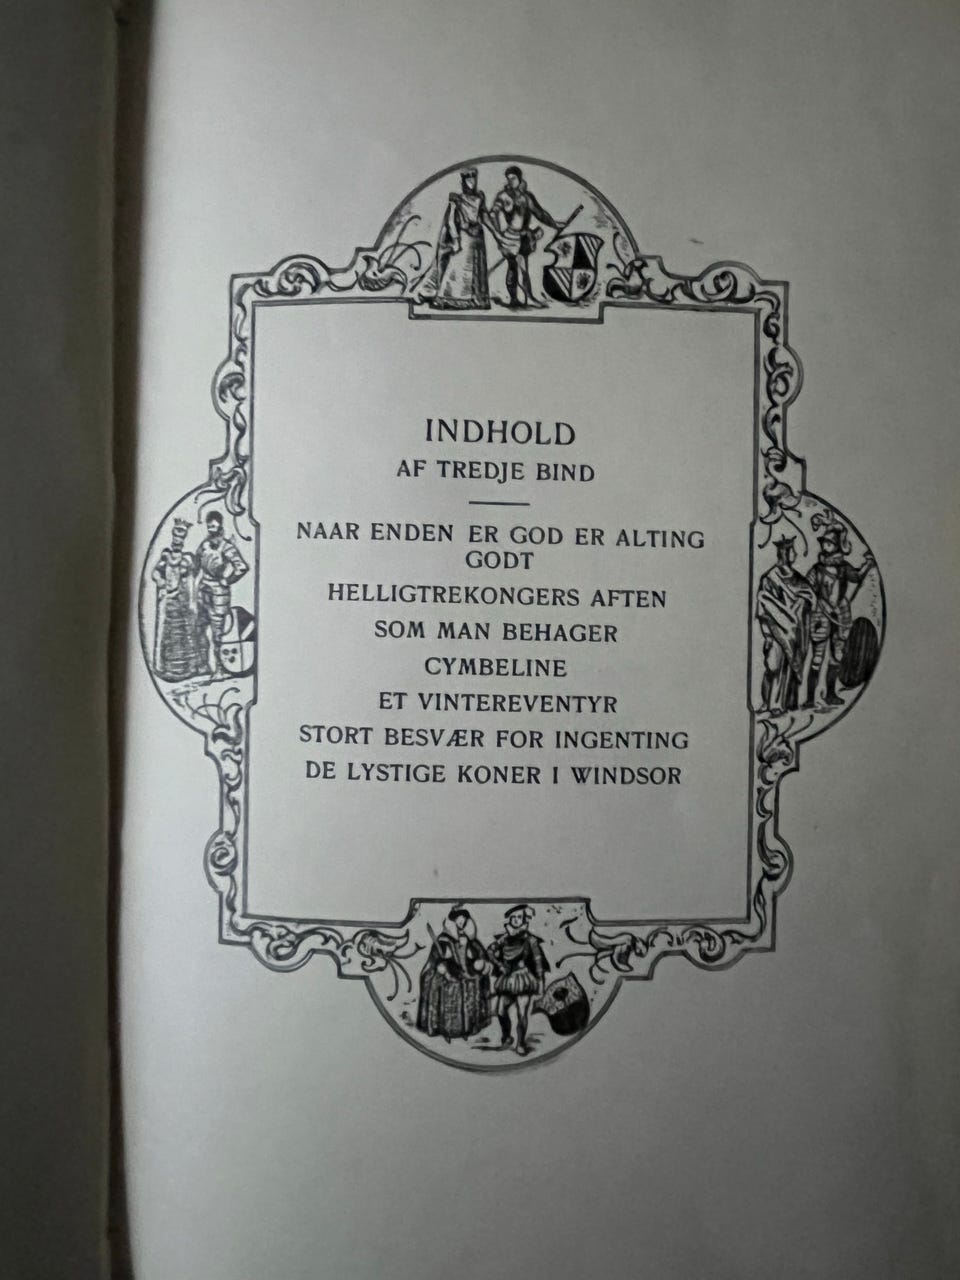 INDHOLD
AF TREDJE BIND
NAAR ENDEN ER GOD ER ALTING
GODT
HELLIGTREKONGERS AFTEN
SOM MAN BEHAGER
CYMBELINE
ET VINTEREVENTYR
STORT BESVÆR FOR INGENTING
DE LYSTIGE KONER I WINDSOR